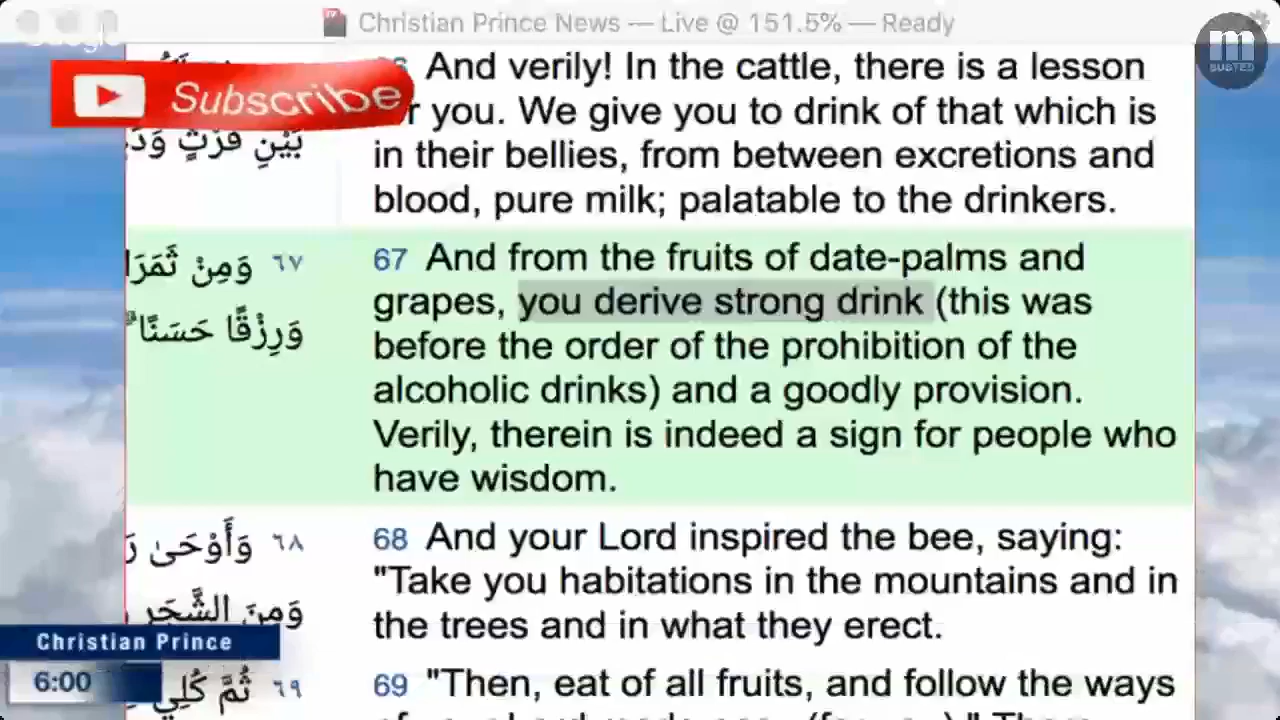 Christian Prince News — Live @ 151.5% — Ready
Google
BUSTED
Subscribe
And verily! In the cattle, there is a lesson
r you. We give you to drink of that which is
in their bellies, from between excretions and
blood, pure milk; palatable to the drinkers.
بَيْنِ فَرْثٍ وَدَ
67 And from the fruits of date-palms and
grapes, you derive strong drink (this was
before the order of the prohibition of the
alcoholic drinks) and a goodly provision.
Verily, therein is indeed a sign for people who
have wisdom.
٦٧ وَمِنْ ثَمَرَا
وَرِزْقًا حَسَنًا ۗ
68 And your Lord inspired the bee, saying:
"Take you habitations in the mountains and in
the trees and in what they erect.
٦٨ وَأَوْحَىٰ رَ
وَمِنَ الشَّجَرِ
69 "Then, eat of all fruits, and follow the ways
٦٩ ثُمَّ كُلِي
Christian Prince
6:00